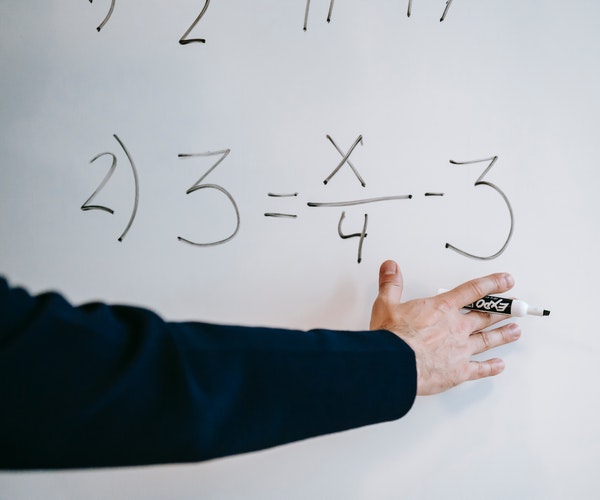 2) 3 = x/4 - 3
EXPO